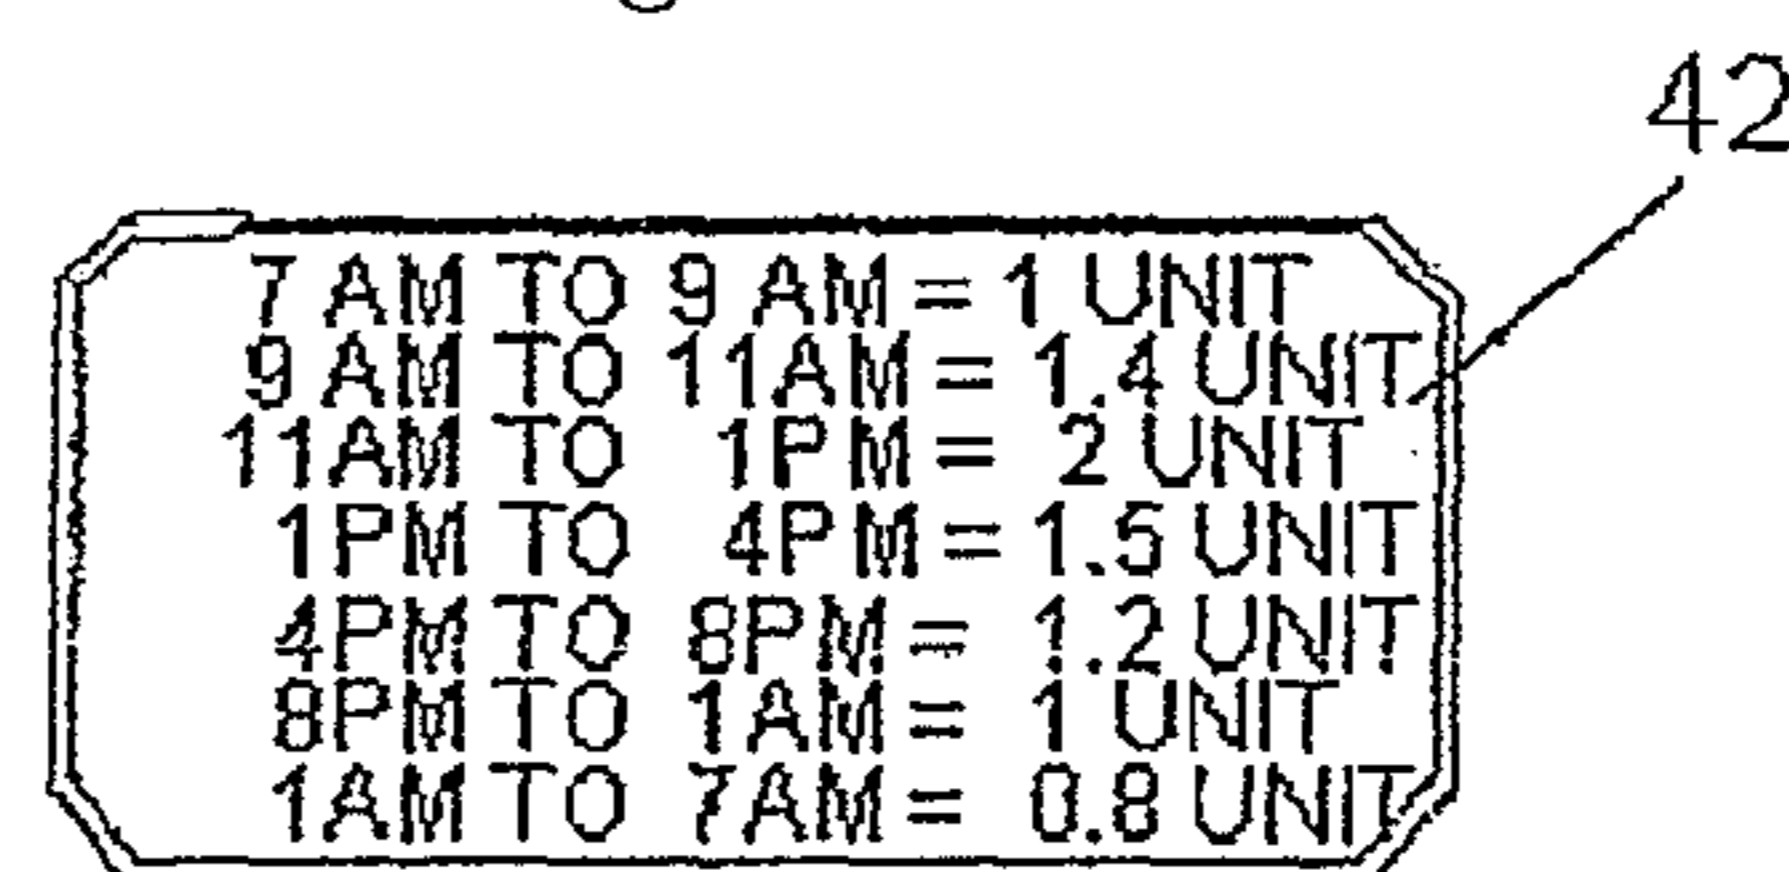 42
7 AM TO 9 AM = 1 UNIT
9 AM TO 11AM = 1.4 UNIT
11AM TO 1PM = 2 UNIT
1PM TO 4PM = 1.5 UNIT
4PM TO 8PM = 1.2 UNIT
8PM TO 1AM = 1 UNIT
1AM TO 7AM = 0.8 UNIT